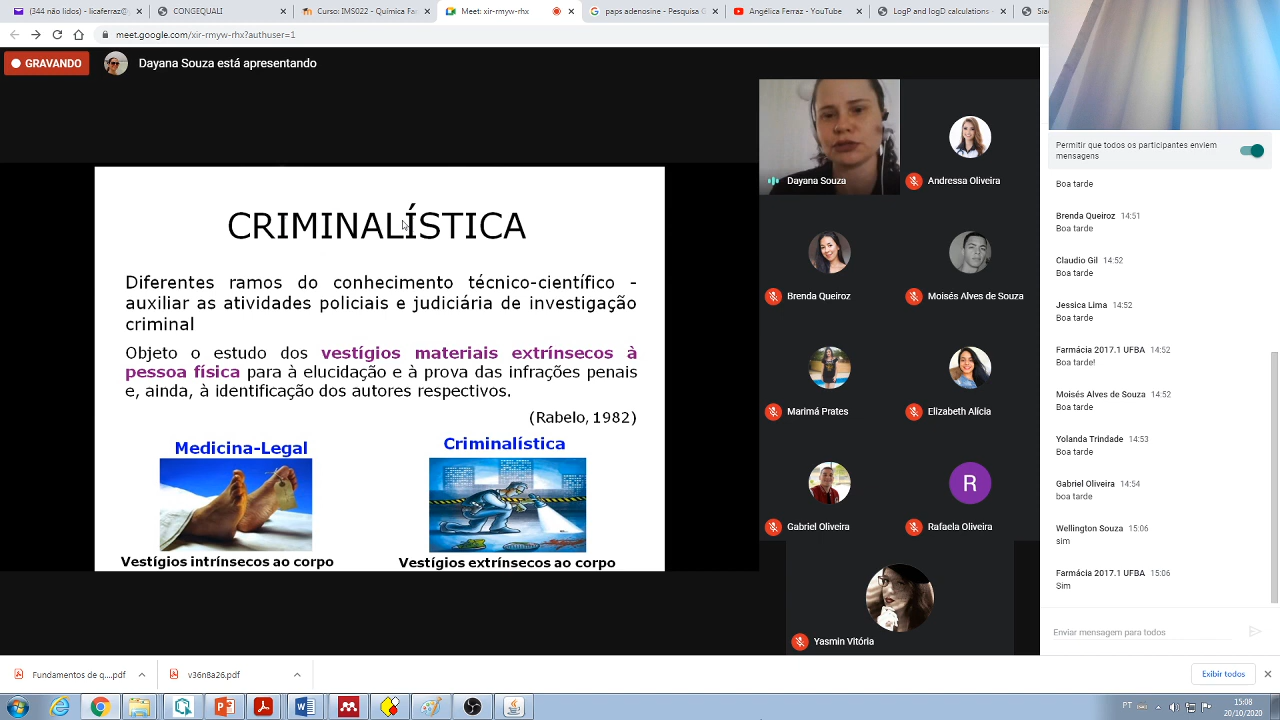 (344 não lidos) - licaferraz@
CONGEQUALI
Curso: IMS022 - Química Fa
Meet: xir-rmyw-rhx
paps adenosine - Pesquisa G
Angélica Ferraz - YouTube
LogP and logD calculations -
Sia
meet.google.com/xir-rmyw-rhx?authuser=1
GRAVANDO
Dayana Souza está apresentando
CRIMINALÍSTICA
Diferentes ramos do conhecimento técnico-científico -
auxiliar as atividades policiais e judiciária de investigação
criminal
Objeto o estudo dos vestígios materiais extrínsecos à
pessoa física para à elucidação e à prova das infrações penais
e, ainda, à identificação dos autores respectivos.
(Rabelo, 1982)
Medicina-Legal
Criminalística
Vestígios intrínsecos ao corpo
Vestígios extrínsecos ao corpo
Dayana Souza
Andressa Oliveira
Brenda Queiroz
Moisés Alves de Souza
Marimá Prates
Elizabeth Alícia
Gabriel Oliveira
R
Rafaela Oliveira
Yasmin Vitória
Permitir que todos os participantes enviem
mensagens
Boa tarde
Brenda Queiroz 14:51
Boa tarde
Claudio Gil 14:52
Boa tarde
Jessica Lima 14:52
Boa tarde
Farmácia 2017.1 UFBA 14:52
Boa tarde!
Moisés Alves de Souza 14:52
Boa tarde
Yolanda Trindade 14:53
Boa tarde
Gabriel Oliveira 14:54
boa tarde
Wellington Souza 15:06
sim
Farmácia 2017.1 UFBA 15:06
Sim
Enviar mensagem para todos
Fundamentos de q....pdf
v36n8a26.pdf
Exibir todos
PT
15:08
20/10/2020